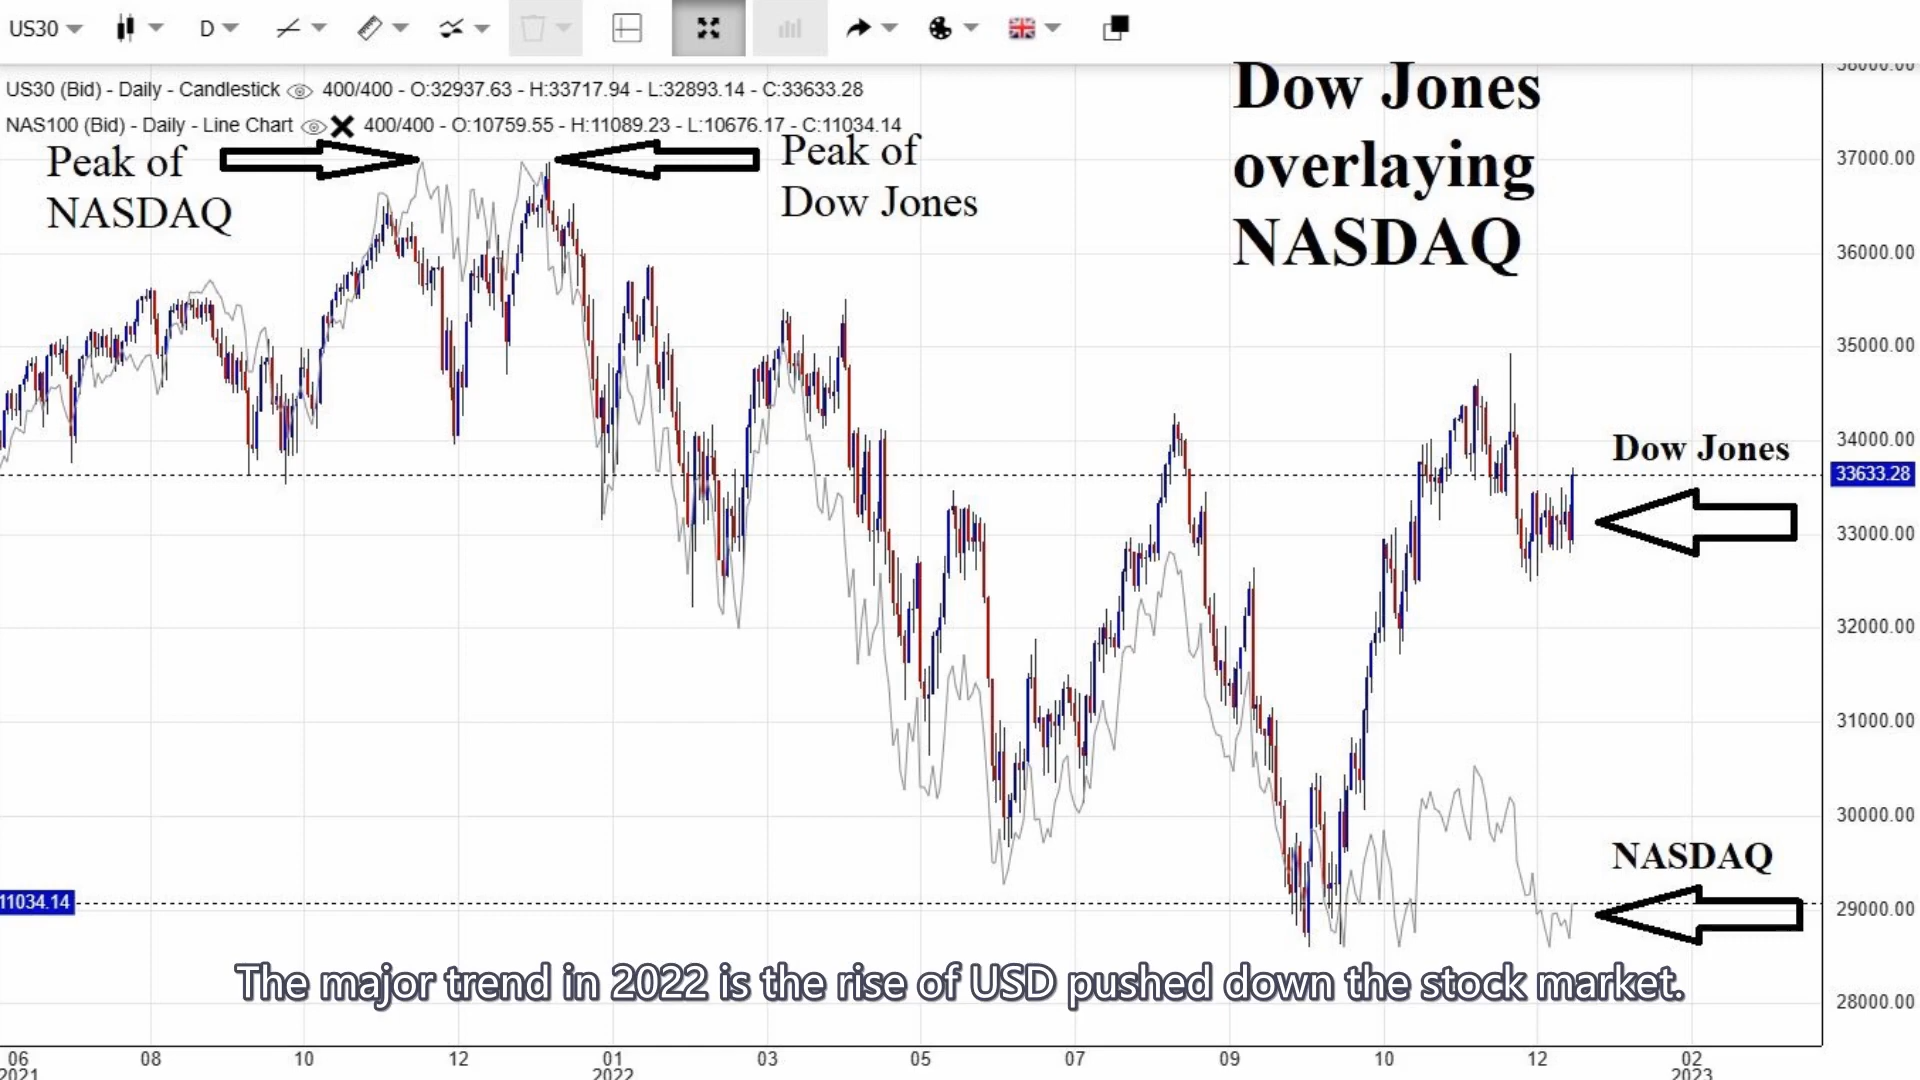 US30
D
US30 (Bid) - Daily - Candlestick 400/400 - O:32937.63 - H:33717.94 - L:32893.14 - C:33633.28
NAS100 (Bid) - Daily - Line Chart 400/400 - O:10759.55 - H:11089.23 - L:10676.17 - C:11034.14
Peak of
NASDAQ
Peak of
Dow Jones
Dow Jones
overlaying
NASDAQ
38000.00
37000.00
36000.00
35000.00
34000.00
Dow Jones
33633.28
33000.00
32000.00
31000.00
30000.00
NASDAQ
11034.14
29000.00
The major trend in 2022 is the rise of USD pushed down the stock market.
28000.00
06 08 10 12 01 03 05 07 09 10 12 02
2021 2022 2023